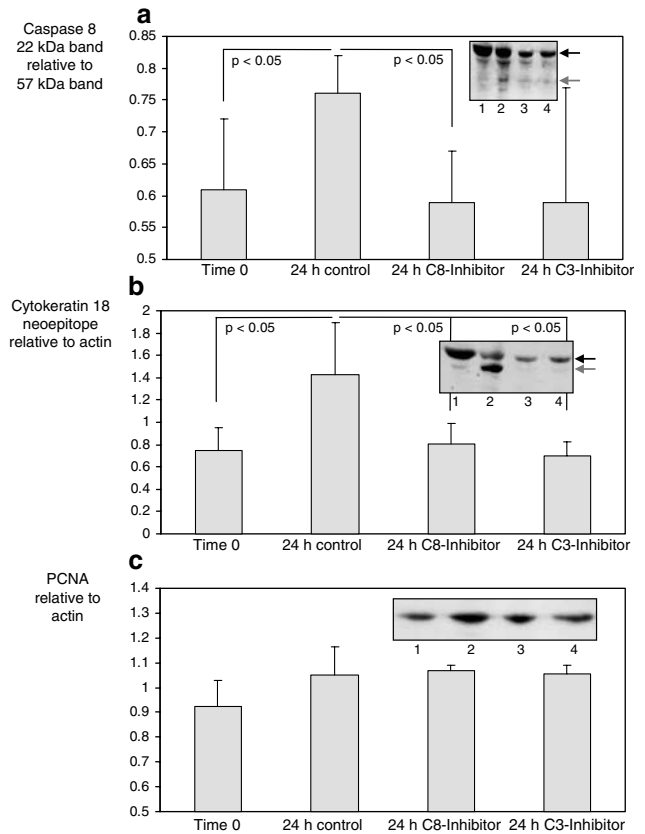 a
Caspase 8
22 kDa band
relative to
57 kDa band
0.85
0.8
0.75
0.7
0.65
0.6
0.55
0.5
p < 0.05
p < 0.05
1 2 3 4
Time 0
24 h control
24 h C8-Inhibitor
24 h C3-Inhibitor
b
Cytokeratin 18
neoepitope
relative to actin
2
1.8
1.6
1.4
1.2
1
0.8
0.6
0.4
0.2
0
p < 0.05
p < 0.05
p < 0.05
1 2 3 4
Time 0
24 h control
24 h C8-Inhibitor
24 h C3-Inhibitor
c
PCNA
relative to
actin
1.4
1.3
1.2
1.1
1
0.9
0.8
0.7
0.6
0.5
1 2 3 4
Time 0
24 h control
24 h C8-Inhibitor
24 h C3-Inhibitor